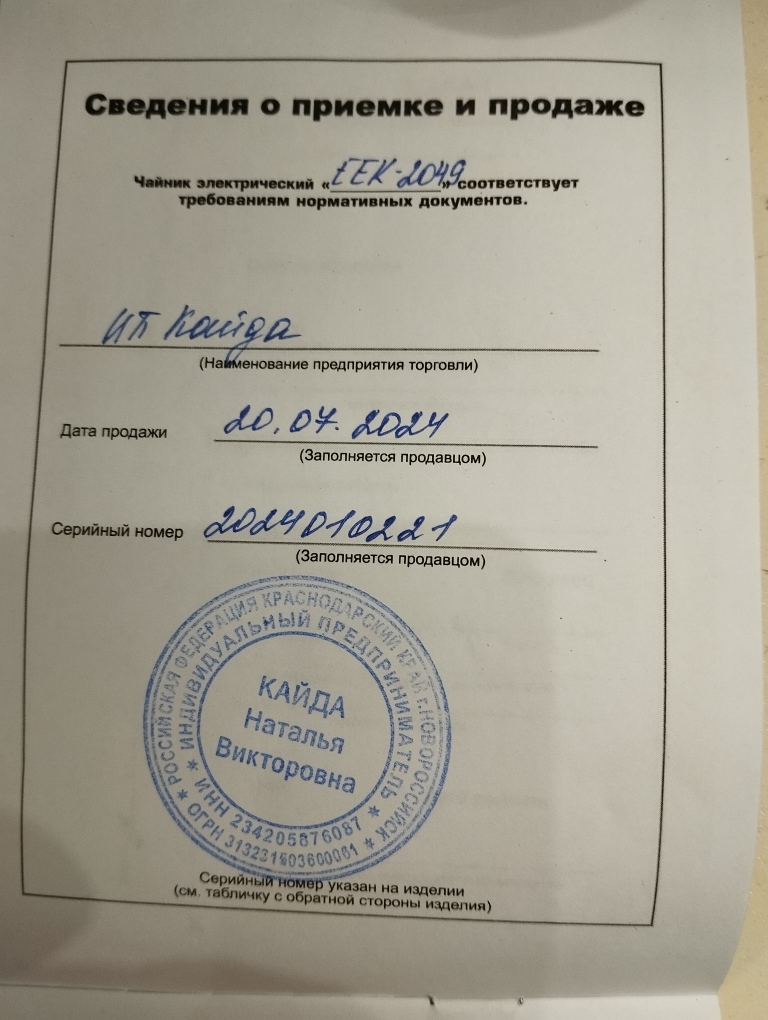 Сведения о приемке и продаже
Чайник электрический «EEK-2049» соответствует
требованиям нормативных документов.
ИП Кайда
(Наименование предприятия торговли)
Дата продажи 20.07.2024
(Заполняется продавцом)
Серийный номер 2024010221
(Заполняется продавцом)
* РОССИЙСКАЯ ФЕДЕРАЦИЯ КРАСНОДАРСКИЙ КРАЙ г.НОВОРОССИЙСК *
* ИНДИВИДУАЛЬНЫЙ ПРЕДПРИНИМАТЕЛЬ *
КАЙДА
Наталья
Викторовна
ИНН 234205876087
ОГРН 313231503600061
Серийный номер указан на изделии
(см. табличку с обратной стороны изделия)